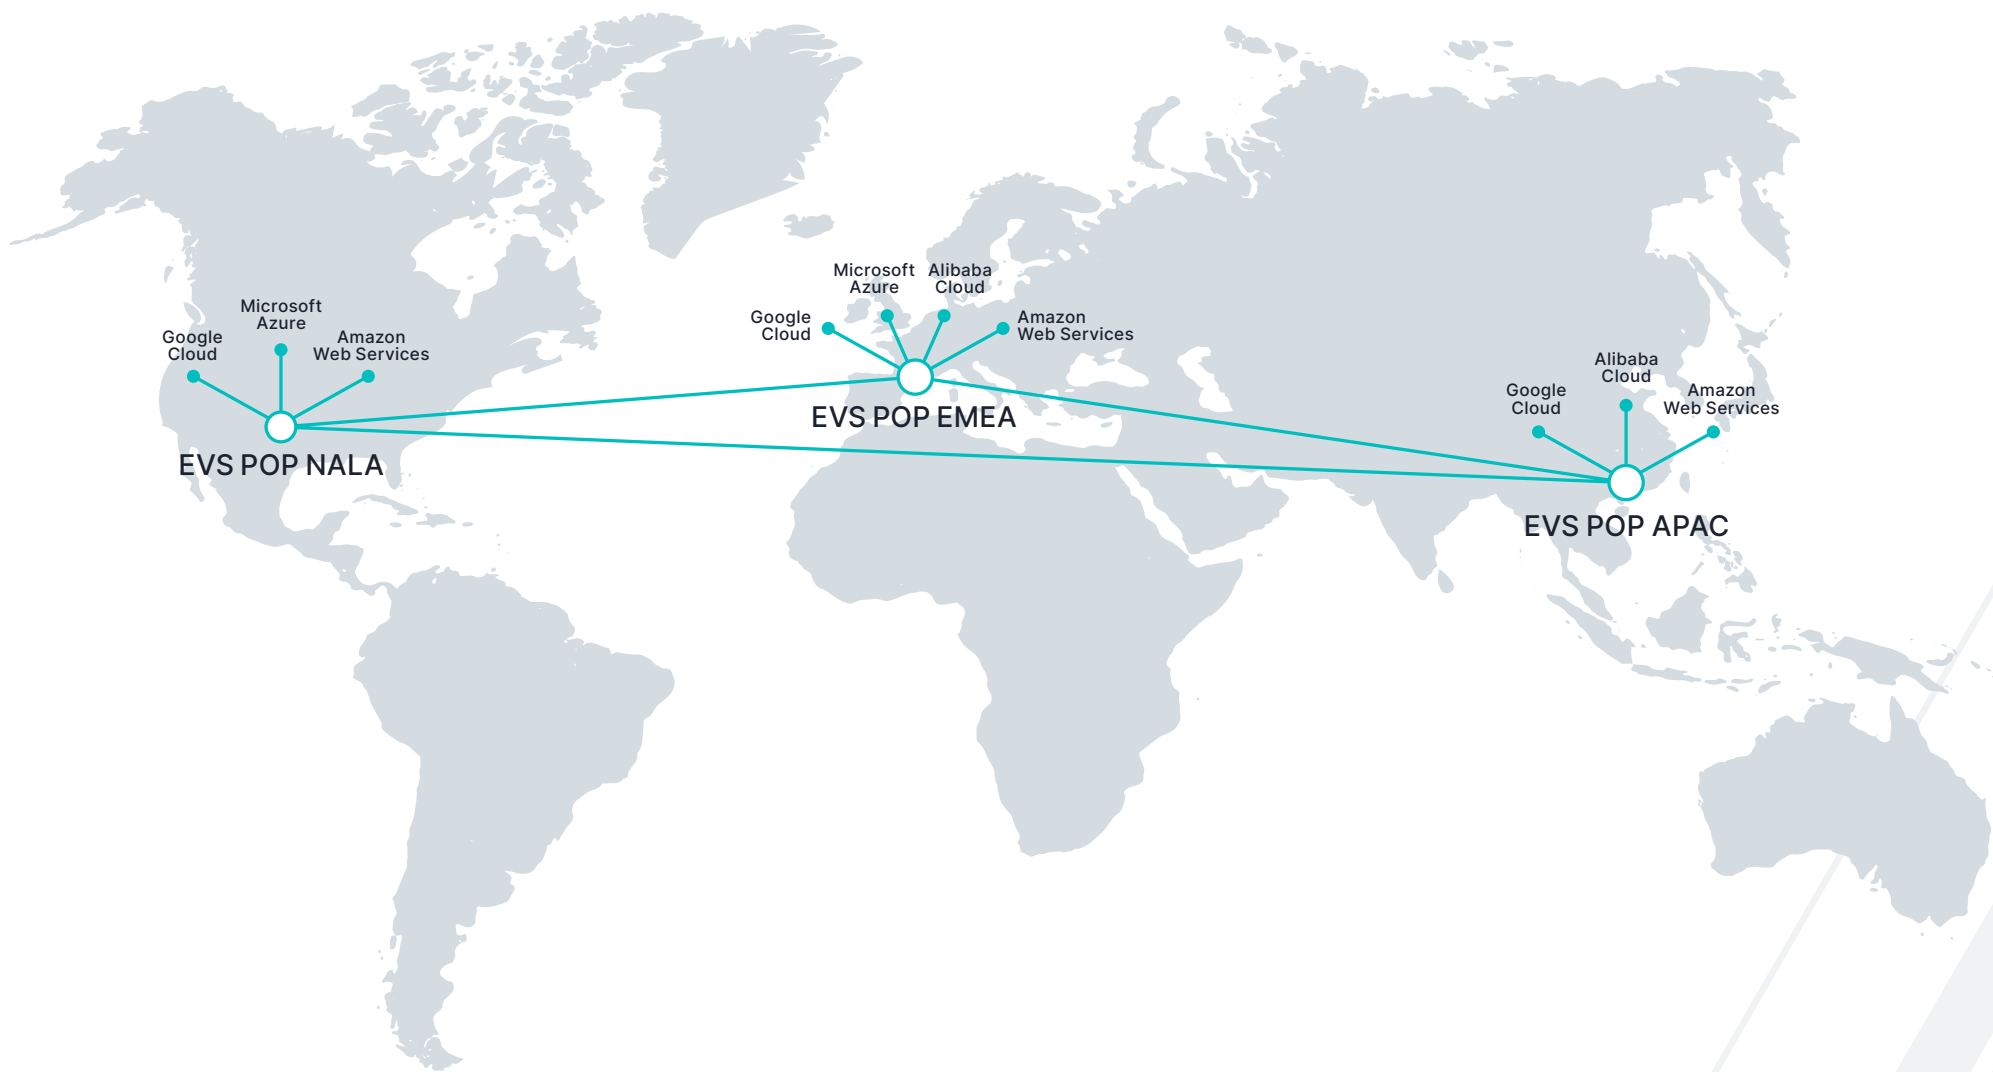 Google
Cloud
Microsoft
Azure
Amazon
Web Services
EVS POP NALA
Google
Cloud
Microsoft
Azure
Alibaba
Cloud
Amazon
Web Services
EVS POP EMEA
Google
Cloud
Alibaba
Cloud
Amazon
Web Services
EVS POP APAC